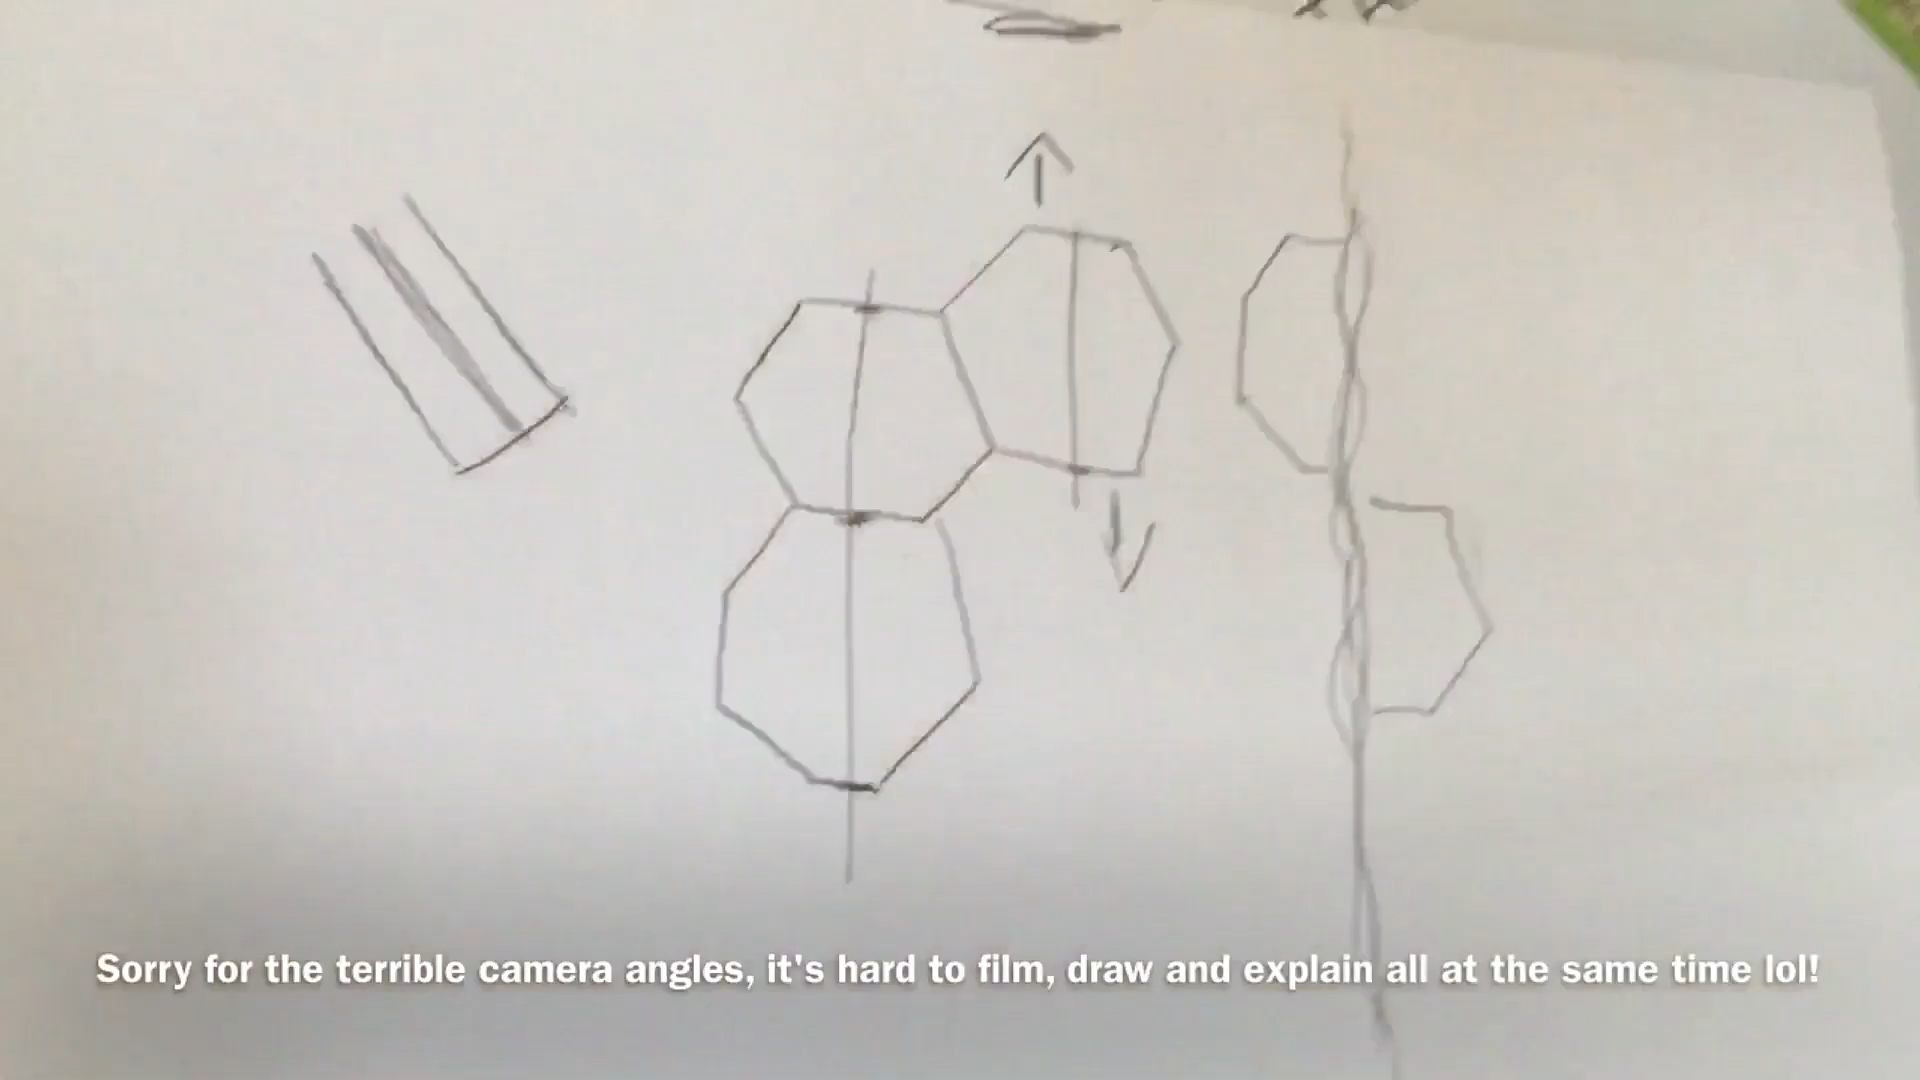 Sorry for the terrible camera angles, it's hard to film, draw and explain all at the same time lol!